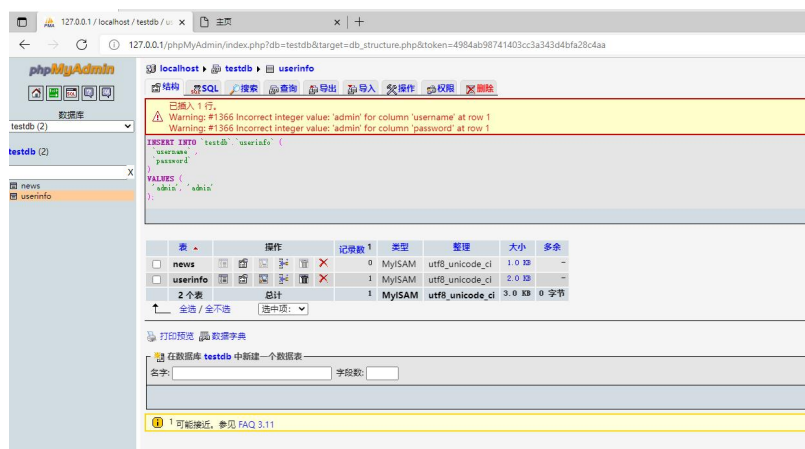 127.0.0.1 / localhost / testdb / u: x 主页 x
127.0.0.1/phpMyAdmin/index.php?db=testdb&target=db_structure.php&token=4984ab98741403cc3a343d4bfa28c4aa
phpMyAdmin
数据库
testdb (2)
testdb (2)
X
news
userinfo
localhost ▸ testdb ▸ userinfo
结构 SQL 搜索 查询 导出 导入 操作 权限 删除
已插入 1 行。
Warning: #1366 Incorrect integer value: 'admin' for column 'username' at row 1
Warning: #1366 Incorrect integer value: 'admin' for column 'password' at row 1
INSERT INTO `testdb`.`userinfo` (
`username` ,
`password`
)
VALUES (
'admin', 'admin'
);
表 操作 记录数 1 类型 整理 大小 多余
news 0 MyISAM utf8_unicode_ci 1.0 KB -
userinfo 1 MyISAM utf8_unicode_ci 2.0 KB -
2 个表 总计 1 MyISAM utf8_unicode_ci 3.0 KB 0 字节
全选 / 全不选 选中项:
打印预览 数据字典
在数据库 testdb 中新建一个数据表
名字: 字段数:
1 可能接近。参见 FAQ 3.11